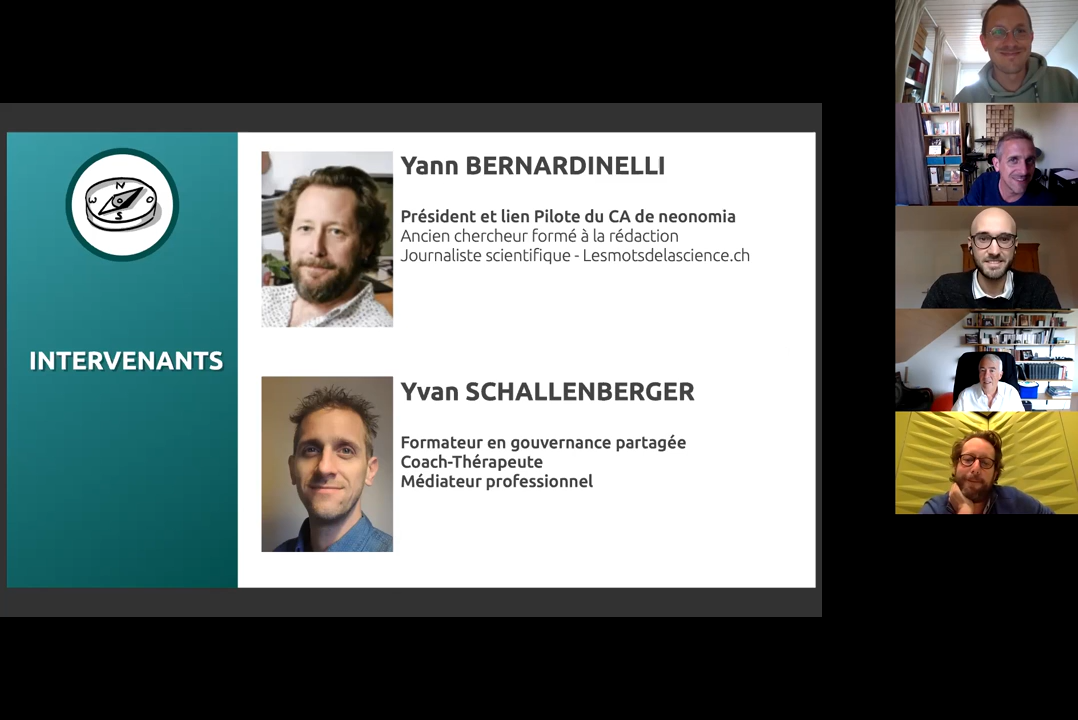 N
W
O
S
INTERVENANTS
Yann BERNARDINELLI
Président et lien Pilote du CA de neonomia
Ancien chercheur formé à la rédaction
Journaliste scientifique - Lesmotsdelascience.ch
Yvan SCHALLENBERGER
Formateur en gouvernance partagée
Coach-Thérapeute
Médiateur professionnel